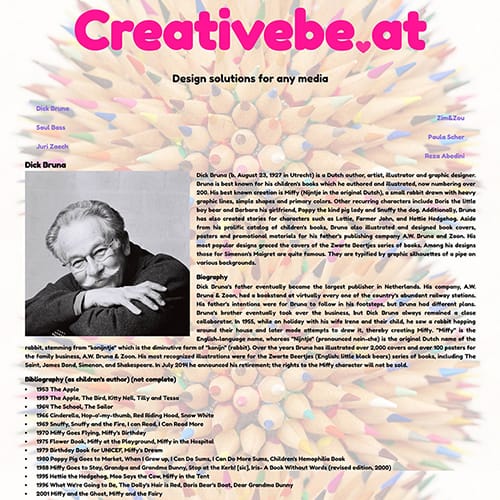 Creativebe♥at
Design solutions for any media
Dick Brune
Saul Bass
Juri Zaech
Zim&Zou
Paula Scher
Reza Abedini
Dick Bruna
Dick Bruna (b. August 23, 1927 in Utrecht) is a Dutch author, artist, illustrator and graphic designer.
Bruna is best known for his children's books which he authored and illustrated, now numbering over
200. His best known creation is Miffy (Nijntje in the original Dutch), a small rabbit drawn with heavy
graphic lines, simple shapes and primary colors. Other recurring characters include Boris the little
boy bear and Barbara his girlfriend, Poppy the kind pig lady and Snuffy the dog. Additionally, Bruna
has also created stories for characters such as Lottie, Farmer John, and Hettie Hedgehog. Aside
from his prolific catalog of children's books, Bruna also illustrated and designed book covers,
posters and promotional materials for his father's publishing company A.W. Bruna and Zoon. His
most popular designs graced the covers of the Zwarte Beertjes series of books. Among his designs
those for Simenon's Maigret are quite famous. They are typified by graphic silhouettes of a pipe on
various backgrounds.
Biography
Dick Bruna's father eventually became the largest publisher in Netherlands. His company, A.W.
Bruna & Zoon, had a bookstand at virtually every one of the country's abundant railway stations.
His father's intentions were for Bruna to follow in his footsteps, but Bruna had different plans.
Bruna's brother eventually took over the business, but Dick Bruna always remained a close
collaborator. In 1955, while on holiday with his wife Irene and their child, he saw a rabbit hopping
around their house and later made attempts to draw it, thereby creating Miffy. "Miffy" is the
English-language name, whereas "Nijntje" (pronounced nein-che) is the original Dutch name of the
rabbit, stemming from "konijntje" which is the diminutive form of "konijn" (rabbit). Over the years Bruna has illustrated over 2,000 covers and over 100 posters for
the family business, A.W. Bruna & Zoon. His most recognized illustrations were for the Zwarte Beertjes (English: little black bears) series of books, including The
Saint, James Bond, Simenon, and Shakespeare. In July 2014 he announced his retirement; the rights to the Miffy character will not be sold.
Bibliography (as children's author) (not complete)
• 1953 The Apple
• 1959 The Apple, The Bird, Kitty Nell, Tilly and Tessa
• 1964 The School, The Sailor
• 1966 Cinderella, Hop-o'-my-thumb, Red Riding Hood, Snow White
• 1969 Snuffy, Snuffy and the Fire, I can Read, I Can Read More
• 1970 Miffy Goes Flying, Miffy's Birthday
• 1975 Flower Book, Miffy at the Playground, Miffy in the Hospital
• 1979 Birthday Book for UNICEF, Miffy's Dream
• 1980 Poppy Pig Goes to Market, When I Grow up, I Can Do Sums, I Can Do More Sums, Children's Hemophilia Book
• 1988 Miffy Goes to Stay, Grandpa and Grandma Bunny, Stop at the Kerb! [sic], Iris- A Book Without Words (revised edition, 2000)
• 1995 Hettie the Hedgehog, Moo Says the Cow, Miffy in the Tent
• 1996 What We're Going to Be, The Dolly's Hair is Red, Boris Bear's Boat, Dear Grandma Bunny
• 2001 Miffy and the Ghost, Miffy and the Fairy